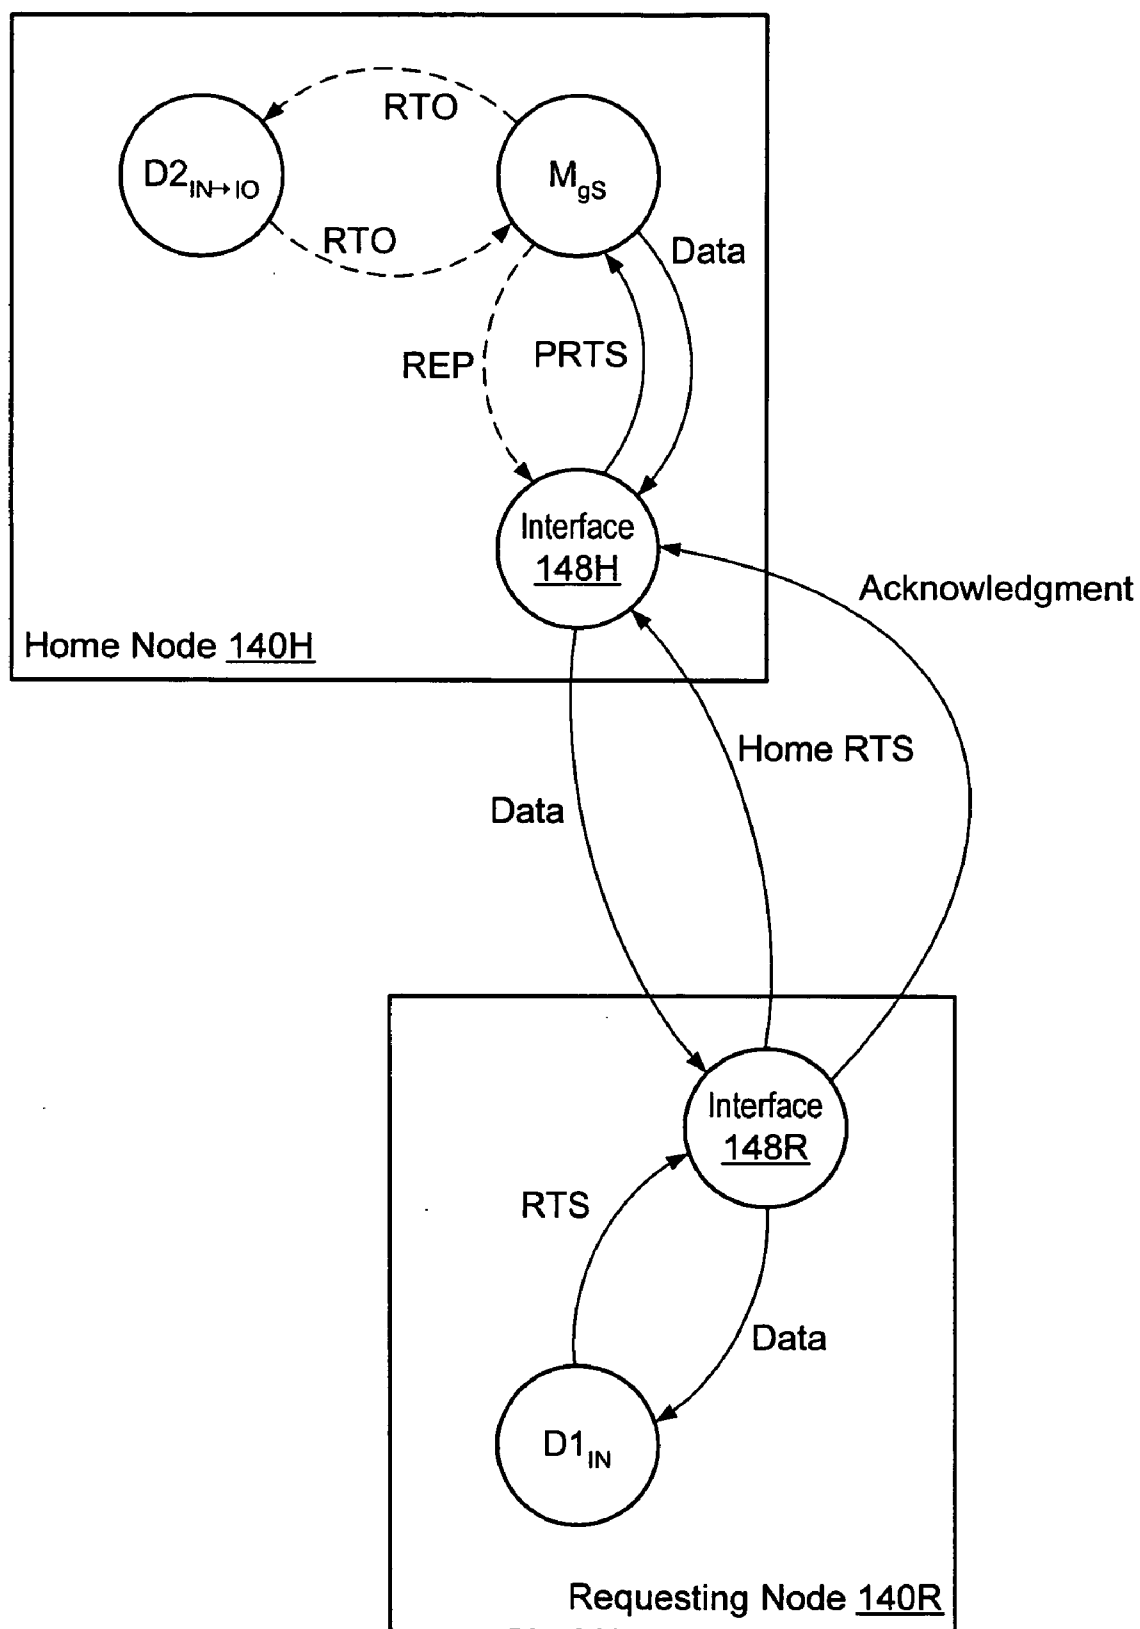 RTO
D2IN→IO
MgS
RTO
Data
REP
PRTS
Interface
148H
Acknowledgment
Home Node 140H
Home RTS
Data
Interface
148R
RTS
Data
D1IN
Requesting Node 140R